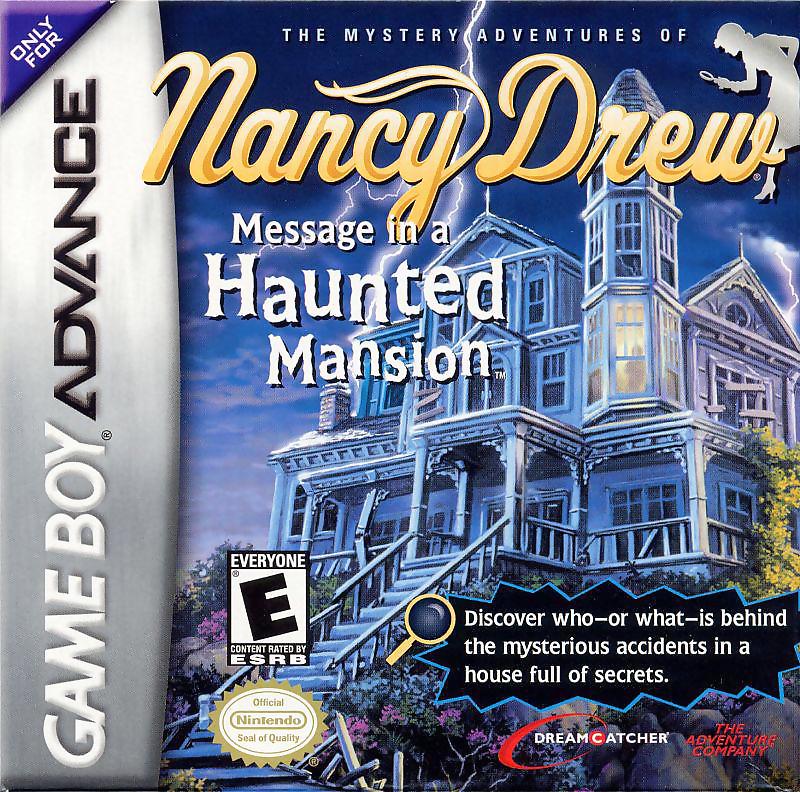 ONLY
FOR
GAME BOY ADVANCE
®
THE MYSTERY ADVENTURES OF
Nancy Drew®
Message in a
Haunted
Mansion™
EVERYONE
®
E
CONTENT RATED BY
ESRB
Official
Nintendo
Seal of Quality
®
Discover who–or what–is behind
the mysterious accidents in a
house full of secrets.
DREAMCATCHER®
THE
ADVENTURE
COMPANY